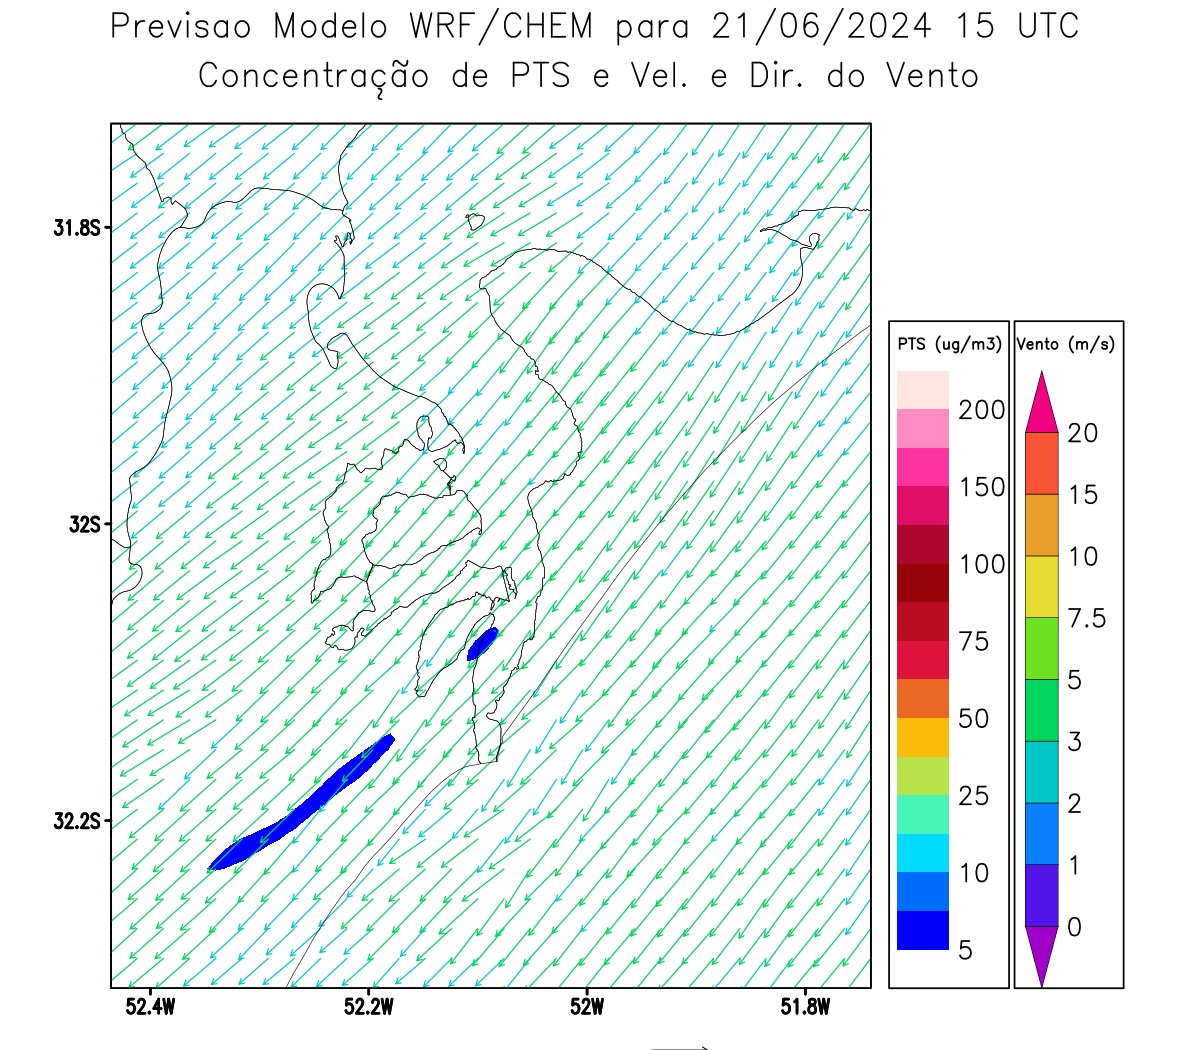 Previsao Modelo WRF/CHEM para 21/06/2024 15 UTC
Concentração de PTS e Vel. e Dir. do Vento
31.8S
32S
32.2S
52.4W
52.2W
52W
51.8W
PTS (ug/m3)
200
150
100
75
50
25
10
5
Vento (m/s)
20
15
10
7.5
5
3
2
1
0